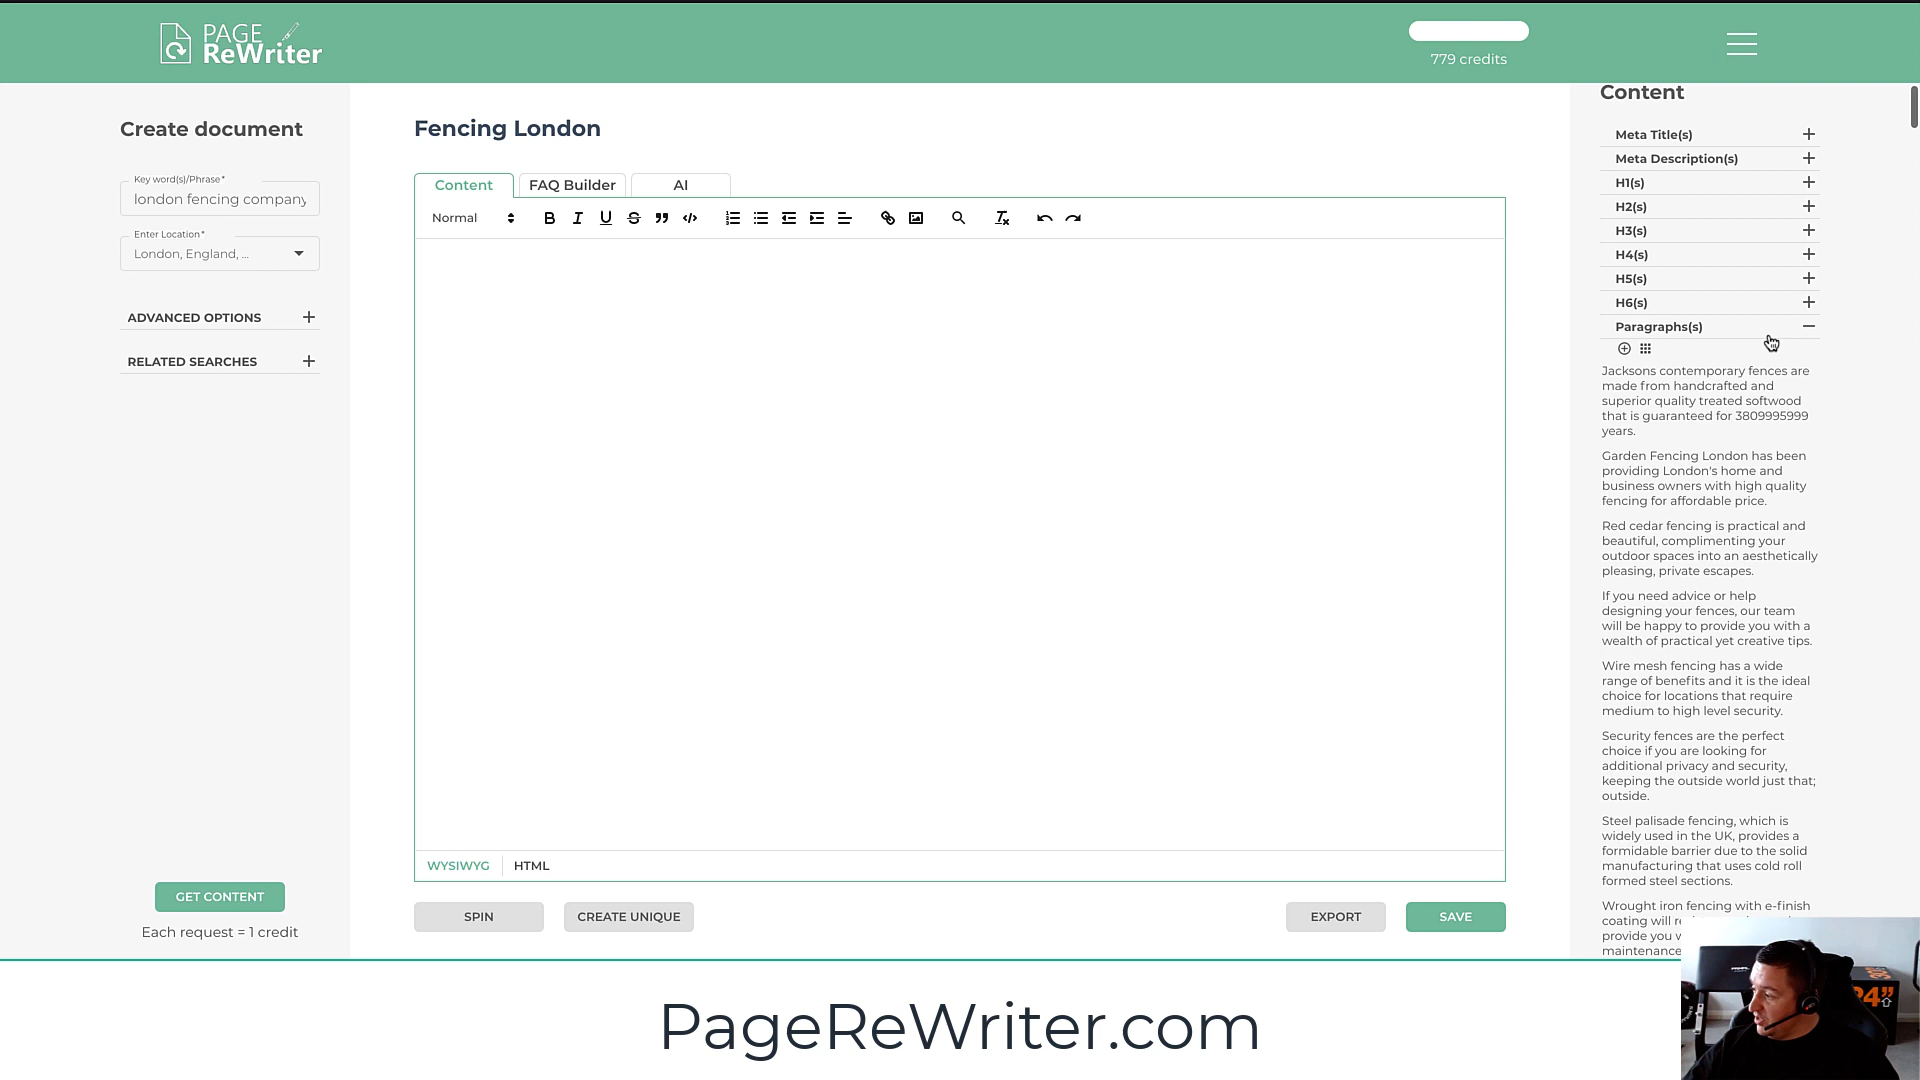 PAGE
ReWriter
779 credits
Create document
Key word(s)/Phrase*
london fencing company
Enter Location*
London, England, ...
ADVANCED OPTIONS
RELATED SEARCHES
GET CONTENT
Each request = 1 credit
Fencing London
Content
FAQ Builder
AI
Normal
WYSIWYG
HTML
SPIN
CREATE UNIQUE
EXPORT
SAVE
Content
Meta Title(s)
Meta Description(s)
H1(s)
H2(s)
H3(s)
H4(s)
H5(s)
H6(s)
Paragraphs(s)
Jacksons contemporary fences are
made from handcrafted and
superior quality treated softwood
that is guaranteed for 3809995999
years.
Garden Fencing London has been
providing London's home and
business owners with high quality
fencing for affordable price.
Red cedar fencing is practical and
beautiful, complimenting your
outdoor spaces into an aesthetically
pleasing, private escapes.
If you need advice or help
designing your fences, our team
will be happy to provide you with a
wealth of practical yet creative tips.
Wire mesh fencing has a wide
range of benefits and it is the ideal
choice for locations that require
medium to high level security.
Security fences are the perfect
choice if you are looking for
additional privacy and security,
keeping the outside world just that;
outside.
Steel palisade fencing, which is
widely used in the UK, provides a
formidable barrier due to the solid
manufacturing that uses cold roll
formed steel sections.
Wrought iron fencing with e-finish
coating will
provide you
maintenance
PageReWriter.com